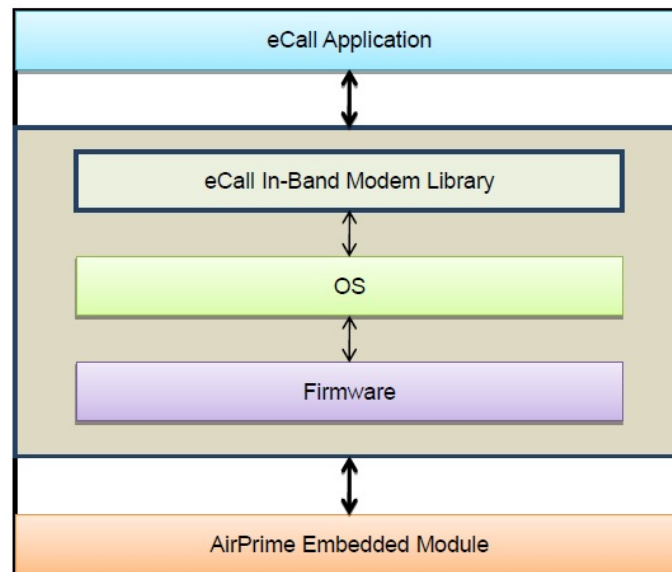 eCall Application
eCall In-Band Modem Library
OS
Firmware
AirPrime Embedded Module